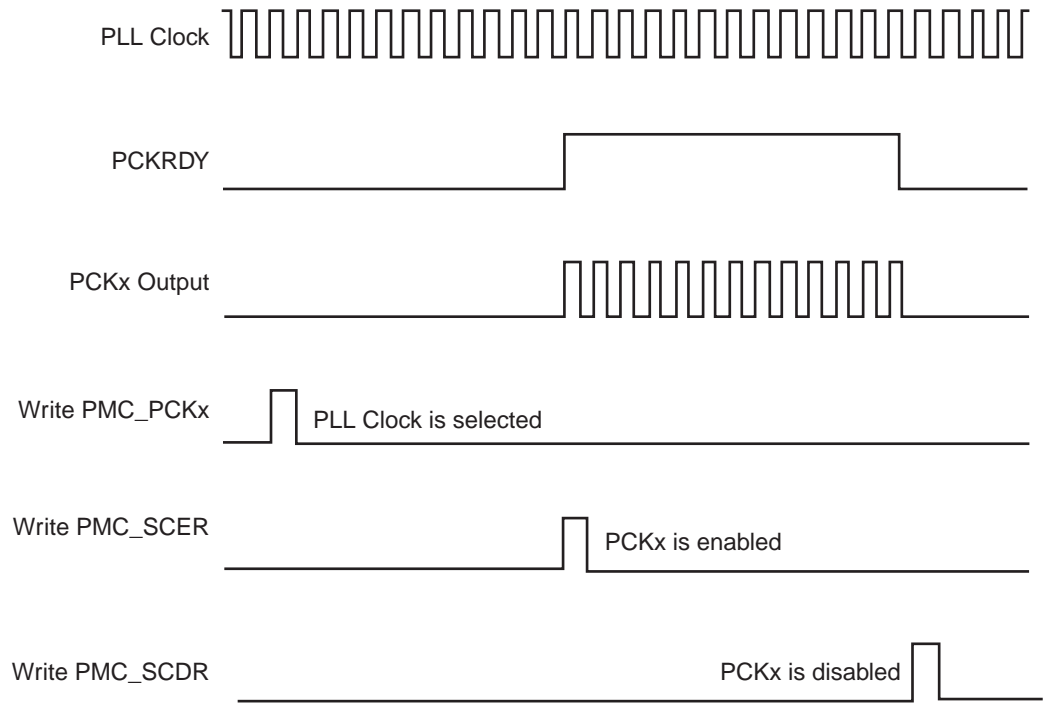 PLL Clock
PCKRDY
PCKx Output
Write PMC_PCKx
PLL Clock is selected
Write PMC_SCER
PCKx is enabled
Write PMC_SCDR
PCKx is disabled